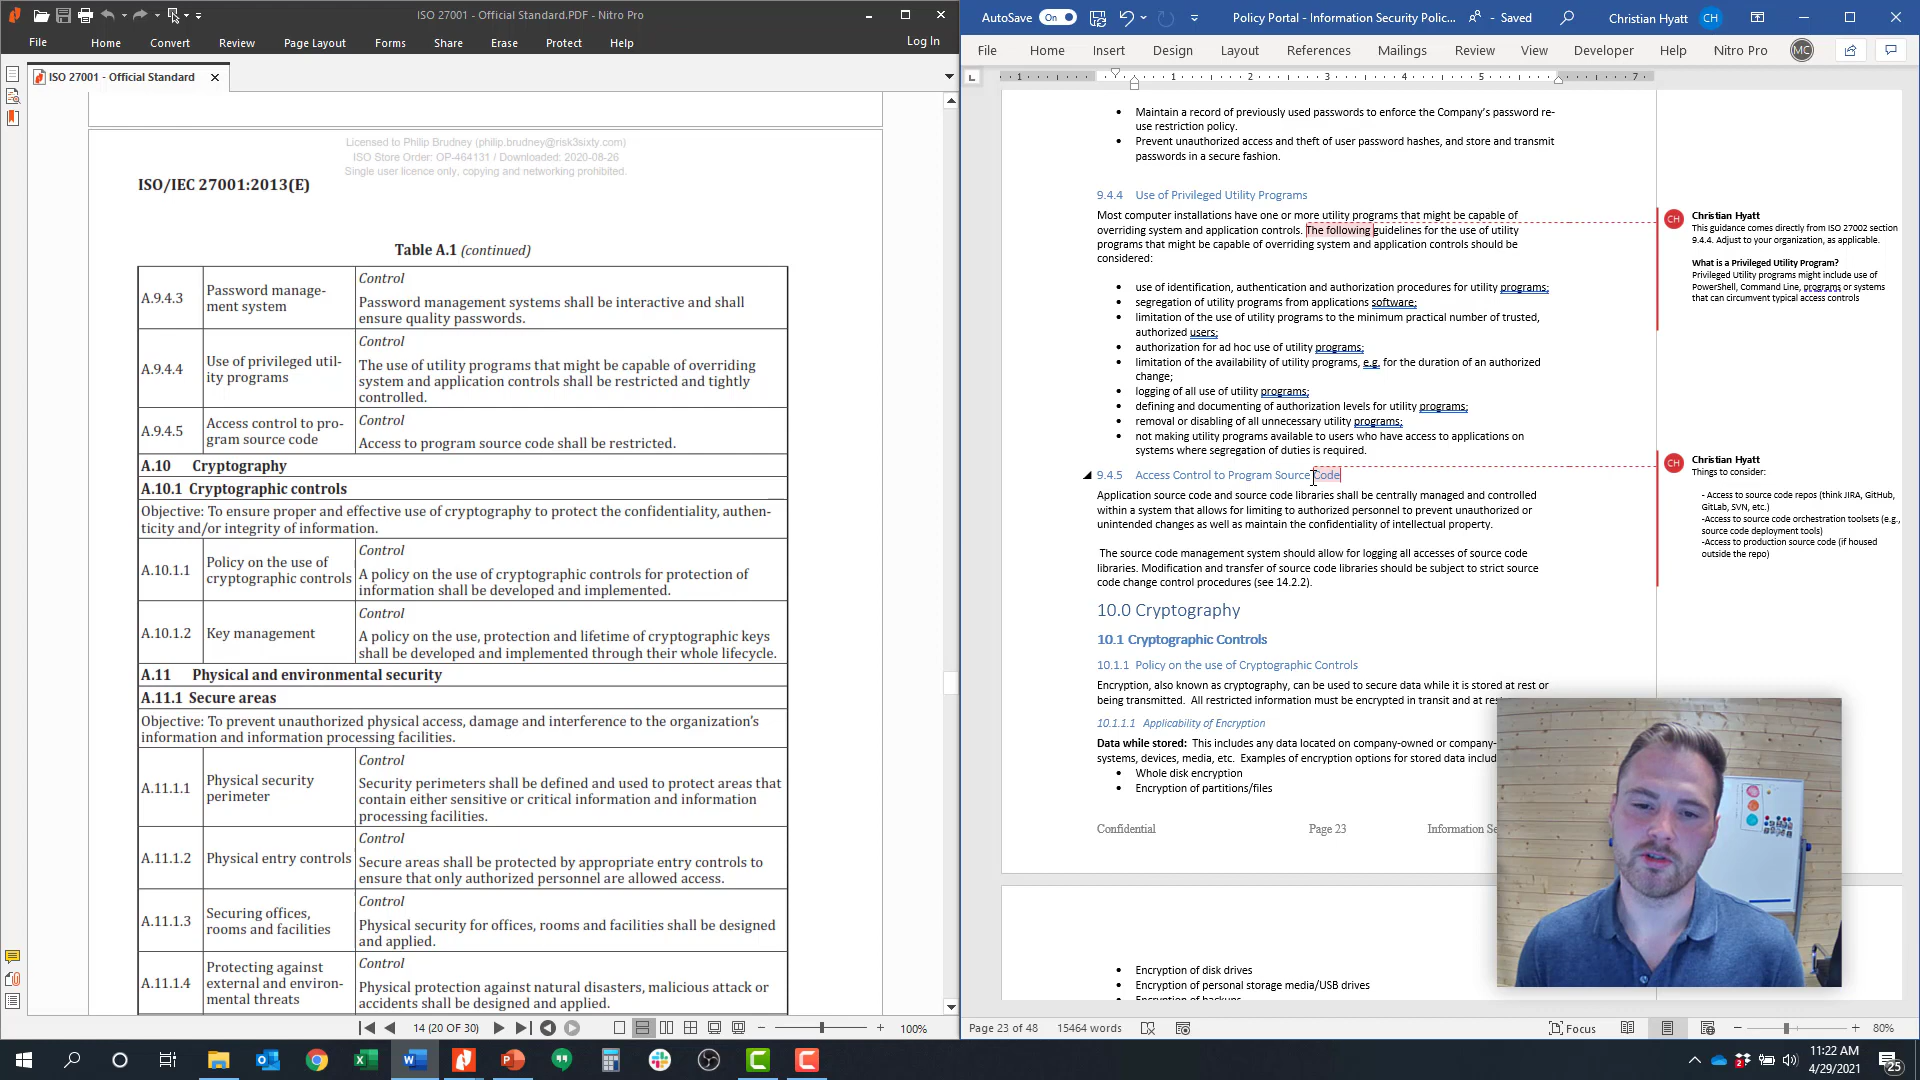 ISO 27001 - Official Standard.PDF - Nitro Pro
File
Home
Convert
Review
Page Layout
Forms
Share
Erase
Protect
Help
Log In
ISO 27001 - Official Standard
Licensed to Philip Brudney (philip.brudney@risk3sixty.com)
ISO Store Order: OP-464131 / Downloaded: 2020-08-26
Single user licence only, copying and networking prohibited.
ISO/IEC 27001:2013(E)
Table A.1 (continued)
A.9.4.3
Password manage-
ment system
Control
Password management systems shall be interactive and shall
ensure quality passwords.
A.9.4.4
Use of privileged util-
ity programs
Control
The use of utility programs that might be capable of overriding
system and application controls shall be restricted and tightly
controlled.
A.9.4.5
Access control to pro-
gram source code
Control
Access to program source code shall be restricted.
A.10 Cryptography
A.10.1 Cryptographic controls
Objective: To ensure proper and effective use of cryptography to protect the confidentiality, authen-
ticity and/or integrity of information.
A.10.1.1
Policy on the use of
cryptographic controls
Control
A policy on the use of cryptographic controls for protection of
information shall be developed and implemented.
A.10.1.2
Key management
Control
A policy on the use, protection and lifetime of cryptographic keys
shall be developed and implemented through their whole lifecycle.
A.11 Physical and environmental security
A.11.1 Secure areas
Objective: To prevent unauthorized physical access, damage and interference to the organization's
information and information processing facilities.
A.11.1.1
Physical security
perimeter
Control
Security perimeters shall be defined and used to protect areas that
contain either sensitive or critical information and information
processing facilities.
A.11.1.2
Physical entry controls
Control
Secure areas shall be protected by appropriate entry controls to
ensure that only authorized personnel are allowed access.
A.11.1.3
Securing offices,
rooms and facilities
Control
Physical security for offices, rooms and facilities shall be designed
and applied.
A.11.1.4
Protecting against
external and environ-
mental threats
Control
Physical protection against natural disasters, malicious attack or
accidents shall be designed and applied.
14 (20 OF 30)
100%
AutoSave
On
Policy Portal - Information Security Polic...
- Saved
Christian Hyatt
CH
File
Home
Insert
Design
Layout
References
Mailings
Review
View
Developer
Help
Nitro Pro
MC
1 1 2 3 4 5 7
Maintain a record of previously used passwords to enforce the Company's password re-
use restriction policy.
Prevent unauthorized access and theft of user password hashes, and store and transmit
passwords in a secure fashion.
9.4.4 Use of Privileged Utility Programs
Most computer installations have one or more utility programs that might be capable of
overriding system and application controls. The following guidelines for the use of utility
programs that might be capable of overriding system and application controls should be
considered:
use of identification, authentication and authorization procedures for utility programs;
segregation of utility programs from applications software;
limitation of the use of utility programs to the minimum practical number of trusted,
authorized users;
authorization for ad hoc use of utility programs;
limitation of the availability of utility programs, e.g. for the duration of an authorized
change;
logging of all use of utility programs;
defining and documenting of authorization levels for utility programs;
removal or disabling of all unnecessary utility programs;
not making utility programs available to users who have access to applications on
systems where segregation of duties is required.
9.4.5 Access Control to Program Source Code
Application source code and source code libraries shall be centrally managed and controlled
within a system that allows for limiting to authorized personnel to prevent unauthorized or
unintended changes as well as maintain the confidentiality of intellectual property.
The source code management system should allow for logging all accesses of source code
libraries. Modification and transfer of source code libraries should be subject to strict source
code change control procedures (see 14.2.2).
10.0 Cryptography
10.1 Cryptographic Controls
10.1.1 Policy on the use of Cryptographic Controls
Encryption, also known as cryptography, can be used to secure data while it is stored at rest or
being transmitted. All restricted information must be encrypted in transit and at
10.1.1.1 Applicability of Encryption
Data while stored: This includes any data located on company-owned or company-
systems, devices, media, etc. Examples of encryption options for stored data
Whole disk encryption
Encryption of partitions/files
Confidential
Page 23
Information
Encryption of disk drives
Encryption of personal storage media/USB drives
Encryption of backups
CH
Christian Hyatt
This guidance comes directly from ISO 27002 section
9.4.4. Adjust to your organization, as applicable.
What is a Privileged Utility Program?
Privileged Utility programs might include use of
PowerShell, Command Line, programs or systems
that can circumvent typical access controls
CH
Christian Hyatt
Things to consider:
- Access to source code repos (think JIRA, GitHub,
GitLab, SVN, etc.)
-Access to source code orchestration toolsets (e.g.,
source code deployment tools)
-Access to production source code (if housed
outside the repo)
Page 23 of 48
15464 words
Focus
80%
11:22 AM
4/29/2021
25